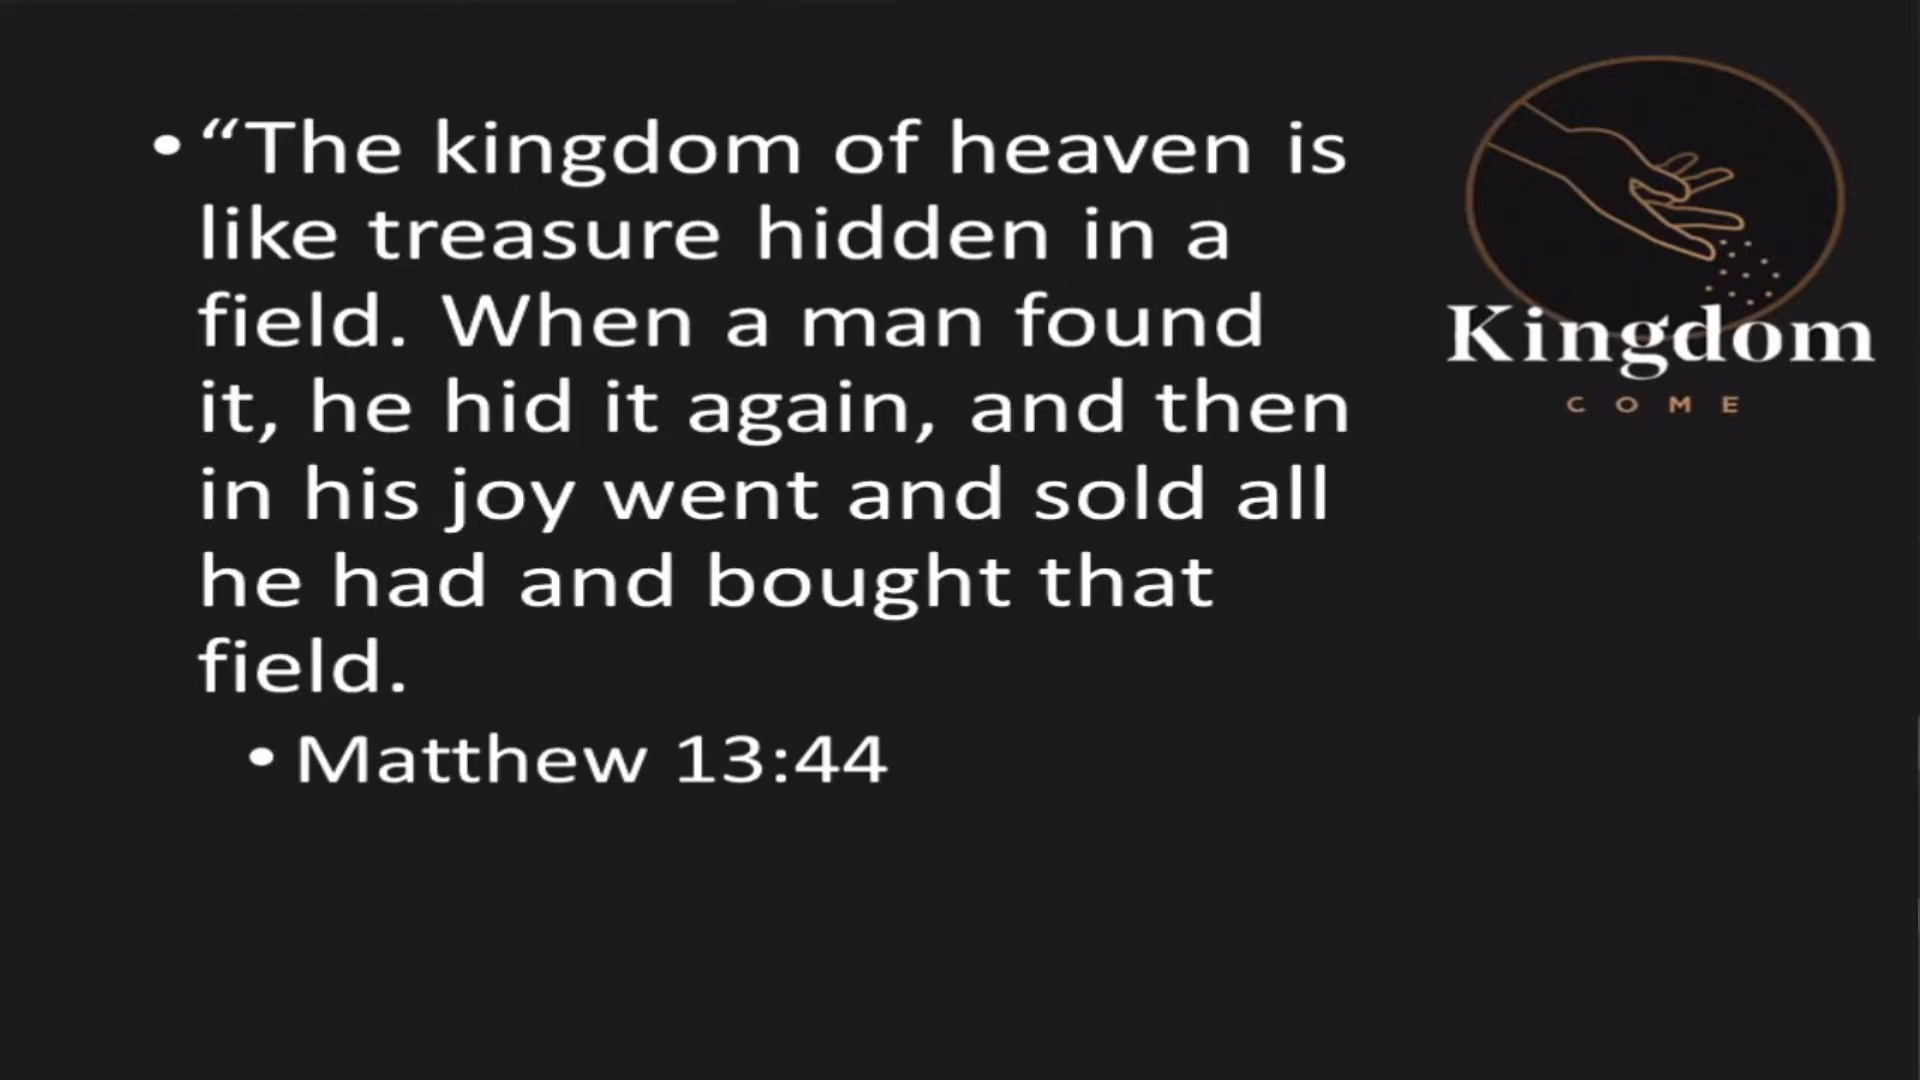 • “The kingdom of heaven is
like treasure hidden in a
field. When a man found
it, he hid it again, and then
in his joy went and sold all
he had and bought that
field.
• Matthew 13:44
Kingdom
COME